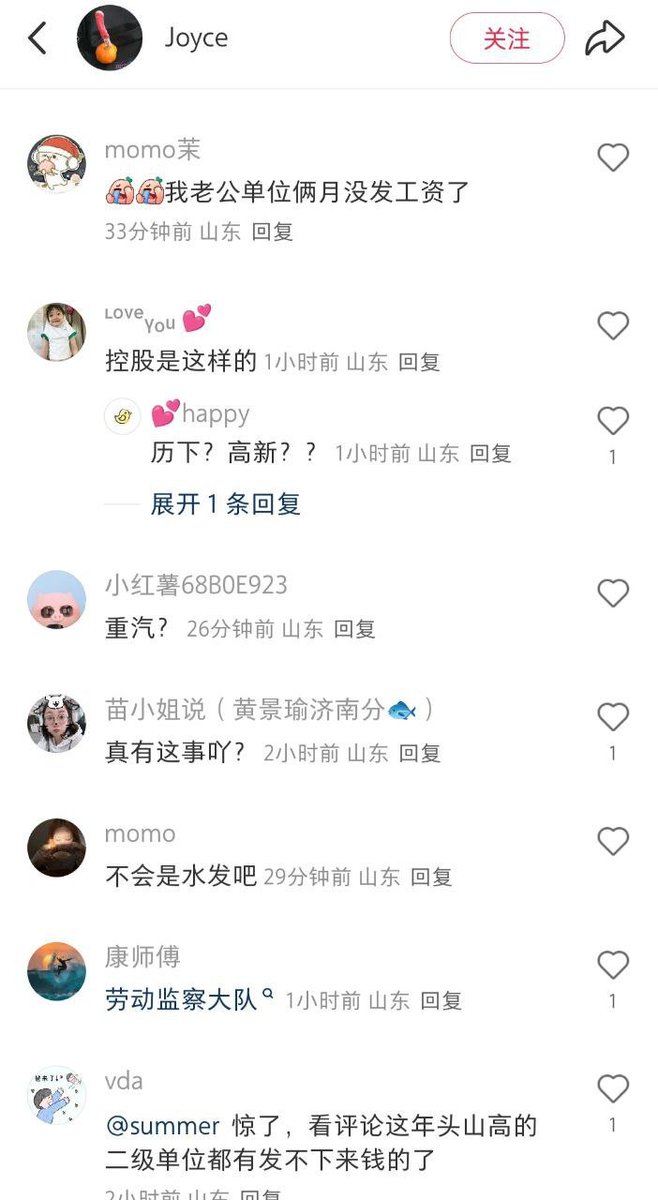 Joyce
关注
momo茉
我老公单位俩月没发工资了
33分钟前 山东 回复
Love You
控股是这样的 1小时前 山东 回复
happy
历下？高新？？ 1小时前 山东 回复
1
展开 1 条回复
小红薯68B0E923
重汽？ 26分钟前 山东 回复
苗小姐说（黄景瑜济南分🐟）
真有这事吖？ 2小时前 山东 回复
1
momo
不会是水发吧 29分钟前 山东 回复
康师傅
劳动监察大队 1小时前 山东 回复
1
vda
@summer 惊了，看评论这年头山高的
1
二级单位都有发不下来钱的了
2小时前 山东 回复